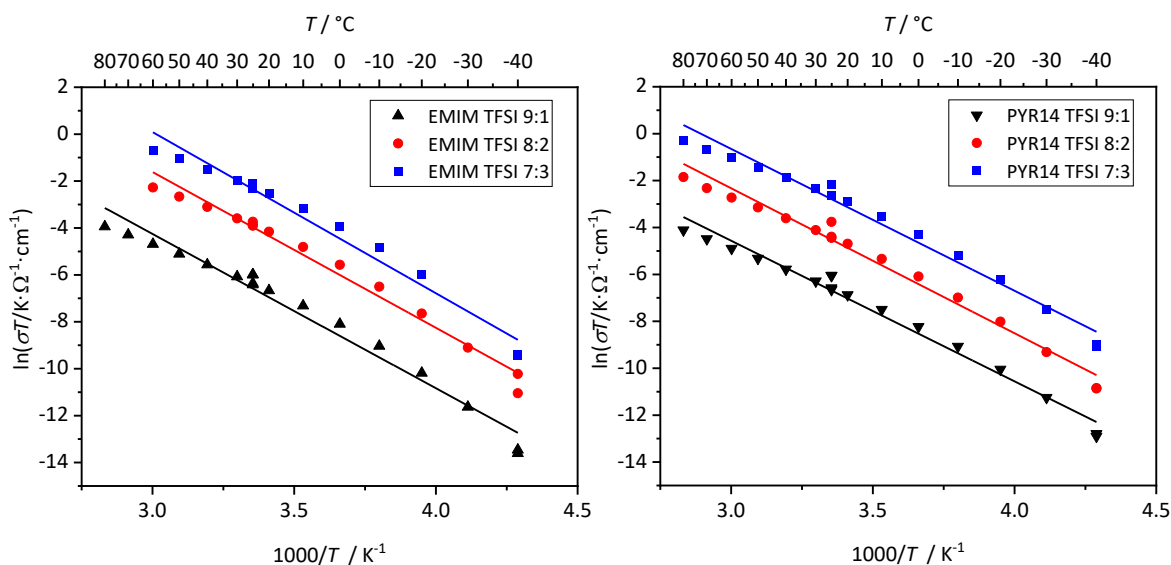 T / °C
80 70 60 50 40 30 20 10 0 -10 -20 -30 -40
2
0
-2
-4
-6
-8
-10
-12
-14
ln(σT/K·Ω-1·cm-1)
EMIM TFSI 9:1
EMIM TFSI 8:2
EMIM TFSI 7:3
3.0 3.5 4.0 4.5
1000/T / K-1
T / °C
80 70 60 50 40 30 20 10 0 -10 -20 -30 -40
2
0
-2
-4
-6
-8
-10
-12
-14
ln(σT/K·Ω-1·cm-1)
PYR14 TFSI 9:1
PYR14 TFSI 8:2
PYR14 TFSI 7:3
3.0 3.5 4.0 4.5
1000/T / K-1